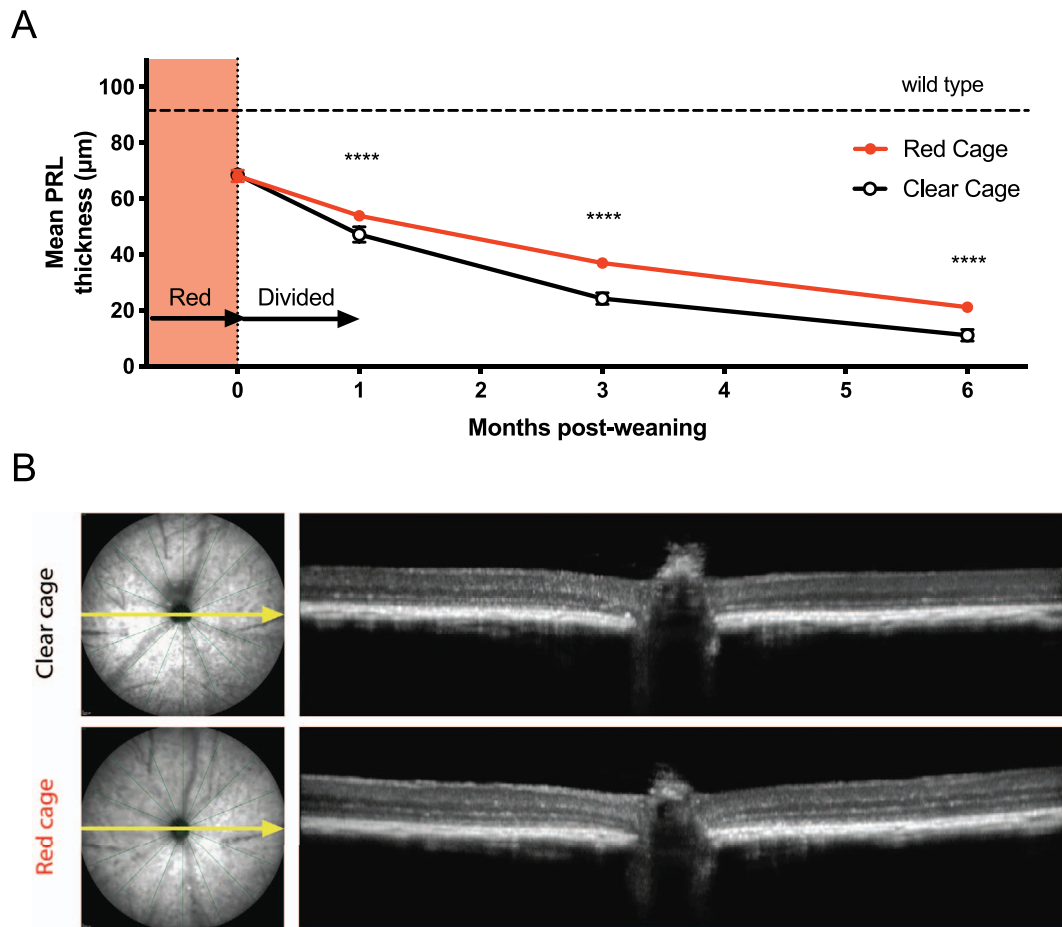 A
Mean PRL
thickness (µm)
100
80
60
40
20
0
wild type
Red Cage
Clear Cage
****
****
****
Red
Divided
0
1
2
3
4
5
6
Months post-weaning
B
Clear cage
Red cage